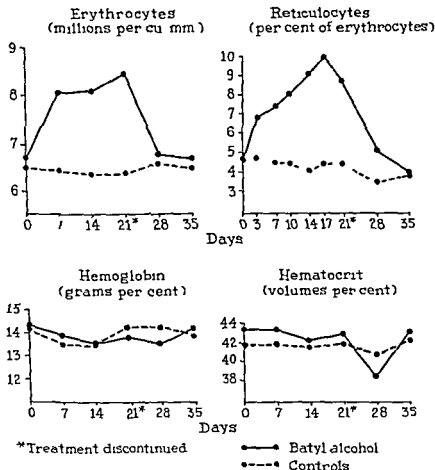 Erythrocytes
(millions per cu mm)
9
8
7
6
0 7 14 21* 28 35
Reticulocytes
(per cent of erythrocytes)
10
9
8
7
6
5
4
3
0 3 7 10 14 17 21* 28 35
Days
Hemoglobin
(grams per cent)
15
14
13
12
11
0 7 14 21* 28 35
Hematocrit
(volumes per cent)
44
42
40
38
0 7 14 21* 28 35
Days
*Treatment discontinued
Batyl alcohol
Controls